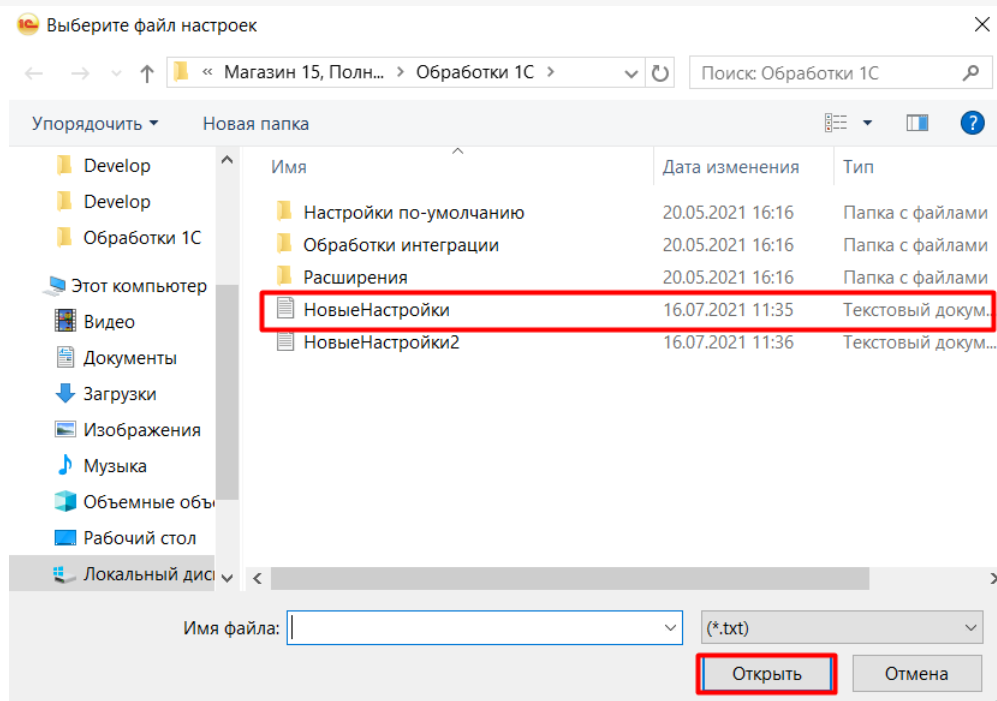 1С Выберите файл настроек
« Магазин 15, Полн... > Обработки 1С >
Поиск: Обработки 1С
Упорядочить
Новая папка
?
Develop
Develop
Обработки 1С
Этот компьютер
Видео
Документы
Загрузки
Изображения
Музыка
Объемные объ
Рабочий стол
Локальный дис
Имя Дата изменения Тип
Настройки по-умолчанию 20.05.2021 16:16 Папка с файлами
Обработки интеграции 20.05.2021 16:16 Папка с файлами
Расширения 20.05.2021 16:16 Папка с файлами
НовыеНастройки 16.07.2021 11:35 Текстовый докум...
НовыеНастройки2 16.07.2021 11:36 Текстовый докум...
Имя файла: (*.txt)
Открыть Отмена